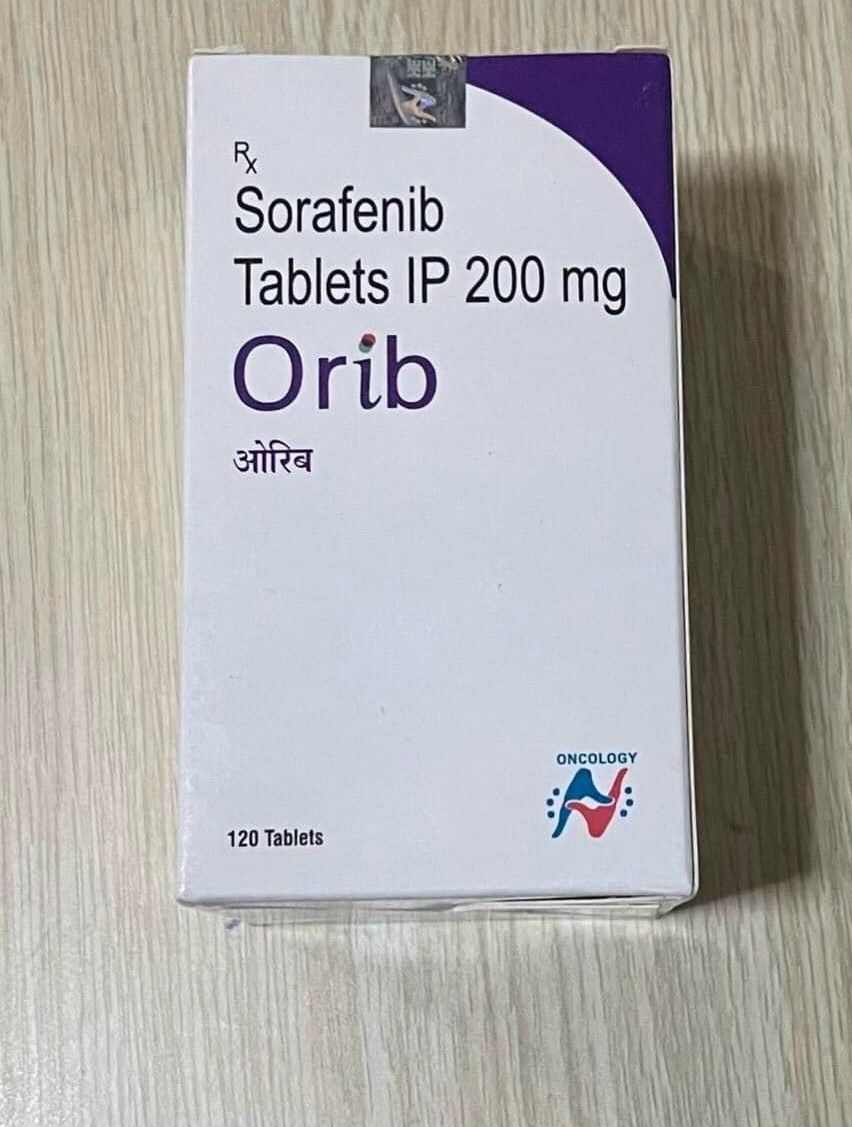 Rx
Sorafenib
Tablets IP 200 mg
Orib
ओरिब
ONCOLOGY
120 Tablets